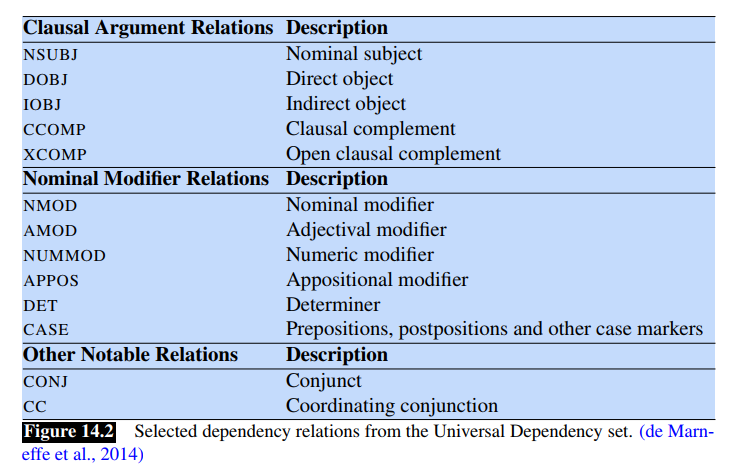 Clausal Argument Relations Description
NSUBJ Nominal subject
DOBJ Direct object
IOBJ Indirect object
CCOMP Clausal complement
XCOMP Open clausal complement
Nominal Modifier Relations Description
NMOD Nominal modifier
AMOD Adjectival modifier
NUMMOD Numeric modifier
APPOS Appositional modifier
DET Determiner
CASE Prepositions, postpositions and other case markers
Other Notable Relations Description
CONJ Conjunct
CC Coordinating conjunction
Figure 14.2 Selected dependency relations from the Universal Dependency set. (de Marn-
effe et al., 2014)